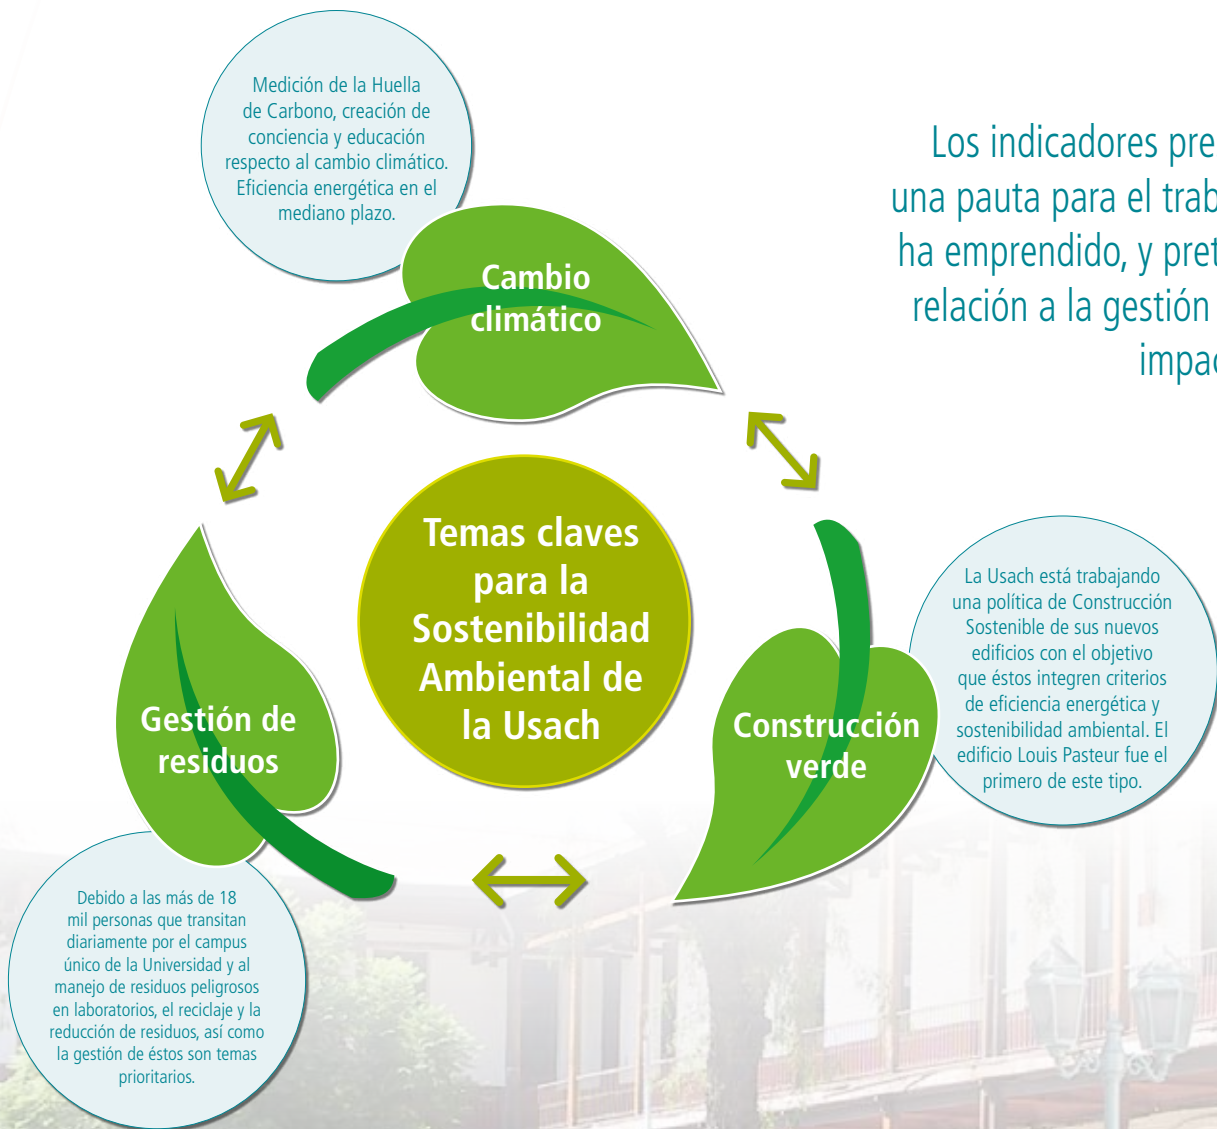 Medición de la Huella
de Carbono, creación de
conciencia y educación
respecto al cambio climático.
Eficiencia energética en el
mediano plazo.
Los indicadores pre
una pauta para el trab
ha emprendido, y pret
relación a la gestión
impac
Cambio
climático
Temas claves
para la
Sostenibilidad
Ambiental de
la Usach
La Usach está trabajando
una política de Construcción
Sostenible de sus nuevos
edificios con el objetivo
que éstos integren criterios
de eficiencia energética y
sostenibilidad ambiental. El
edificio Louis Pasteur fue el
primero de este tipo.
Gestión de
residuos
Construcción
verde
Debido a las más de 18
mil personas que transitan
diariamente por el campus
único de la Universidad y al
manejo de residuos peligrosos
en laboratorios, el reciclaje y la
reducción de residuos, así como
la gestión de éstos son temas
prioritarios.